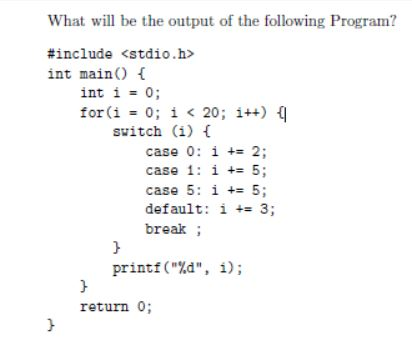 What will be the output of the following Program?
#include <stdio.h>
int main() {
int i = 0;
for(i = 0; i < 20; i++) {
switch (i) {
case 0: i += 2;
case 1: i += 5;
case 5: i += 5;
default: i += 3;
break ;
}
printf("%d", i);
}
return 0;
}